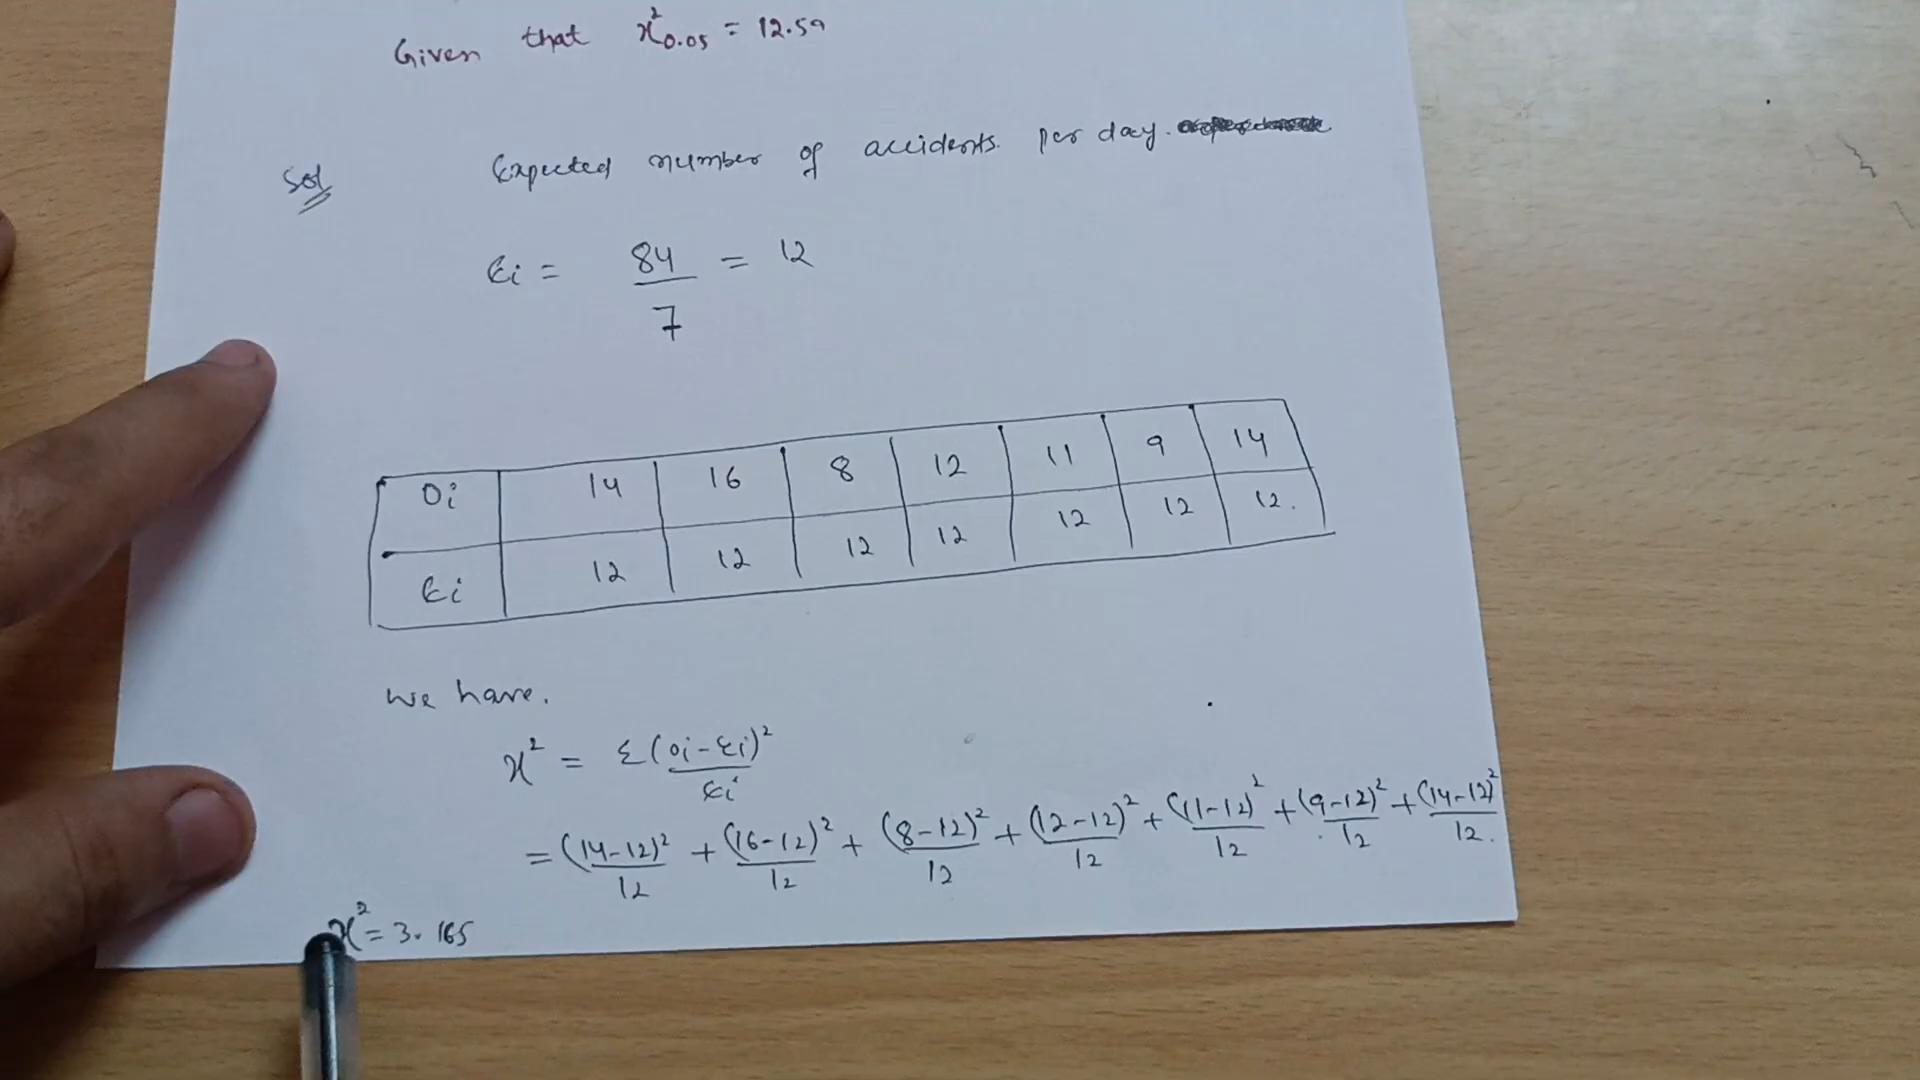 Given that x²0.05 = 12.59
Sol Expected number of accidents. Per day.
Ei = 84/7 = 12
Oi 14 16 8 12 11 9 14
Ei 12 12 12 12 12 12 12.
We have.
x² = Σ(Oi-Ei)²/Ei
= (14-12)²/12 + (16-12)²/12 + (8-12)²/12 + (12-12)²/12 + (11-12)²/12 + (9-12)²/12 + (14-12)²/12.
x² = 3.165